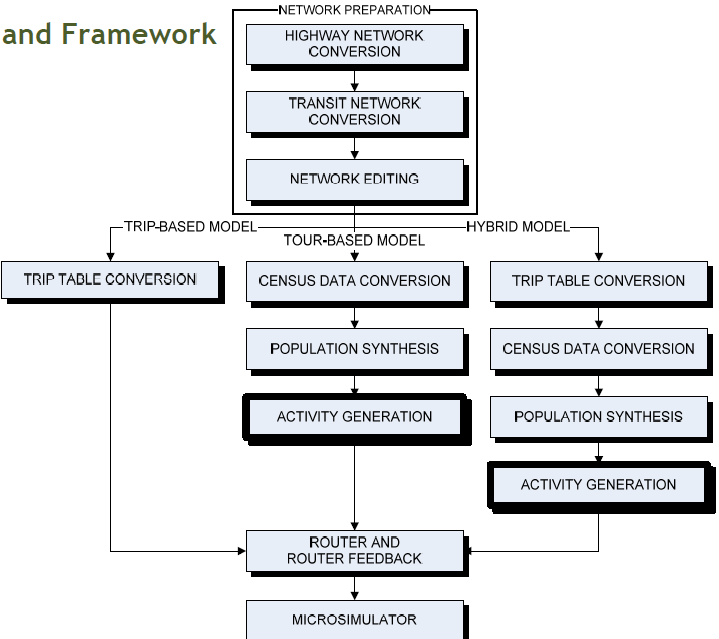 NETWORK PREPARATION
and Framework
HIGHWAY NETWORK
CONVERSION
TRANSIT NETWORK
CONVERSION
NETWORK EDITING
TRIP-BASED MODEL
TOUR-BASED MODEL
HYBRID MODEL
TRIP TABLE CONVERSION
CENSUS DATA CONVERSION
TRIP TABLE CONVERSION
POPULATION SYNTHESIS
CENSUS DATA CONVERSION
ACTIVITY GENERATION
POPULATION SYNTHESIS
ACTIVITY GENERATION
ROUTER AND
ROUTER FEEDBACK
MICROSIMULATOR